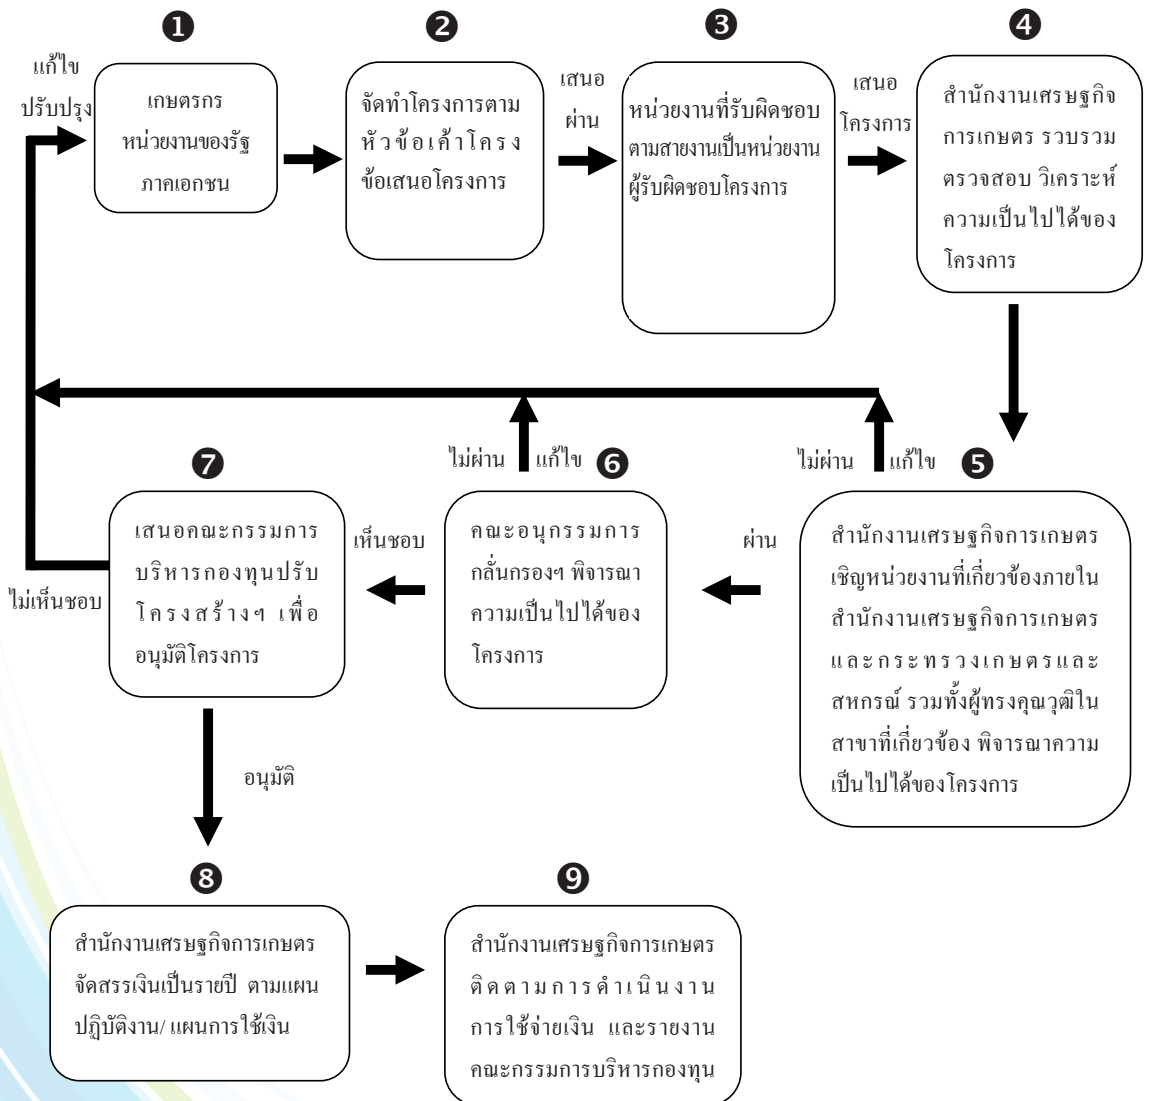 ❶
แก้ไข
ปรับปรุง
เกษตรกร
หน่วยงานของรัฐ
ภาคเอกชน
❷
จัดทำโครงการตาม
หัวข้อเค้าโครง
ข้อเสนอโครงการ
เสนอ
ผ่าน
❸
หน่วยงานที่รับผิดชอบ
ตามสายงานเป็นหน่วยงาน
ผู้รับผิดชอบโครงการ
เสนอ
โครงการ
❹
สำนักงานเศรษฐกิจ
การเกษตร รวบรวม
ตรวจสอบ วิเคราะห์
ความเป็นไปได้ของ
โครงการ
ไม่ผ่าน แก้ไข ❺
สำนักงานเศรษฐกิจการเกษตร
เชิญหน่วยงานที่เกี่ยวข้องภายใน
สำนักงานเศรษฐกิจการเกษตร
และกระทรวงเกษตรและ
สหกรณ์ รวมทั้งผู้ทรงคุณวุฒิใน
สาขาที่เกี่ยวข้อง พิจารณาความ
เป็นไปได้ของโครงการ
ผ่าน
ไม่ผ่าน แก้ไข ❻
คณะอนุกรรมการ
กลั่นกรองฯ พิจารณา
ความเป็นไปได้ของ
โครงการ
เห็นชอบ
❼
เสนอคณะกรรมการ
บริหารกองทุนปรับ
โครงสร้างฯ เพื่อ
อนุมัติโครงการ
ไม่เห็นชอบ
อนุมัติ
❽
สำนักงานเศรษฐกิจการเกษตร
จัดสรรเงินเป็นรายปี ตามแผน
ปฏิบัติงาน/ แผนการใช้เงิน
❾
สำนักงานเศรษฐกิจการเกษตร
ติดตามการดำเนินงาน
การใช้จ่ายเงิน และรายงาน
คณะกรรมการบริหารกองทุน